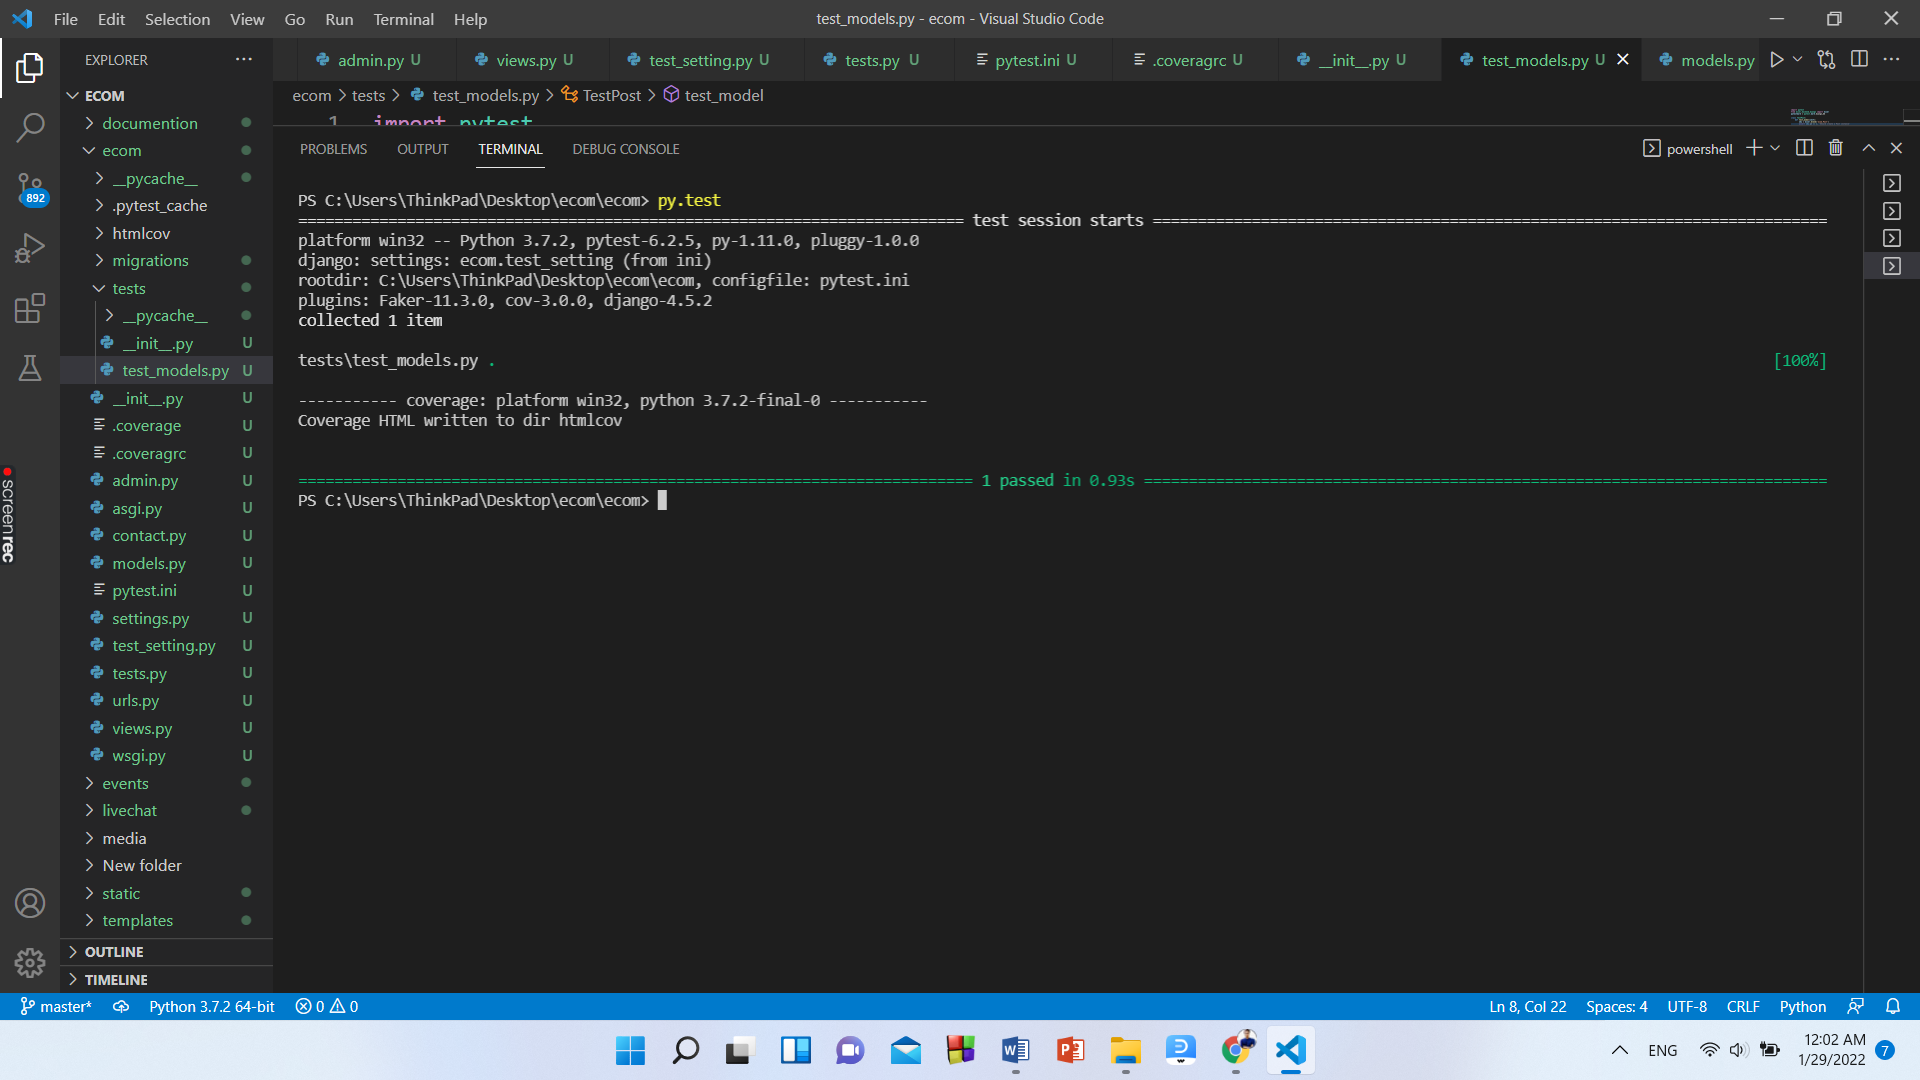 File Edit Selection View Go Run Terminal Help
test_models.py - ecom - Visual Studio Code
EXPLORER
admin.py U
views.py U
test_setting.py U
tests.py U
pytest.ini U
.coveragrc U
__init__.py U
test_models.py U
models.py
ecom > tests > test_models.py > TestPost > test_model
1 import pytest
ECOM
documention
ecom
__pycache__
.pytest_cache
htmlcov
migrations
tests
__pycache__
__init__.py U
test_models.py U
__init__.py U
.coverage U
.coveragrc U
admin.py U
asgi.py U
contact.py U
models.py U
pytest.ini U
settings.py U
test_setting.py U
tests.py U
urls.py U
views.py U
wsgi.py U
events
livechat
media
New folder
static
templates
OUTLINE
TIMELINE
892
screenrec
PROBLEMS OUTPUT TERMINAL DEBUG CONSOLE
powershell
PS C:\Users\ThinkPad\Desktop\ecom\ecom> py.test
========================================================================== test session starts ===========================================================================
platform win32 -- Python 3.7.2, pytest-6.2.5, py-1.11.0, pluggy-1.0.0
django: settings: ecom.test_setting (from ini)
rootdir: C:\Users\ThinkPad\Desktop\ecom\ecom, configfile: pytest.ini
plugins: Faker-11.3.0, cov-3.0.0, django-4.5.2
collected 1 item
tests\test_models.py . [100%]
----------- coverage: platform win32, python 3.7.2-final-0 -----------
Coverage HTML written to dir htmlcov
=========================================================================== 1 passed in 0.93s ============================================================================
PS C:\Users\ThinkPad\Desktop\ecom\ecom>
master* Python 3.7.2 64-bit 0 0
Ln 8, Col 22 Spaces: 4 UTF-8 CRLF Python
ENG
12:02 AM
1/29/2022
7